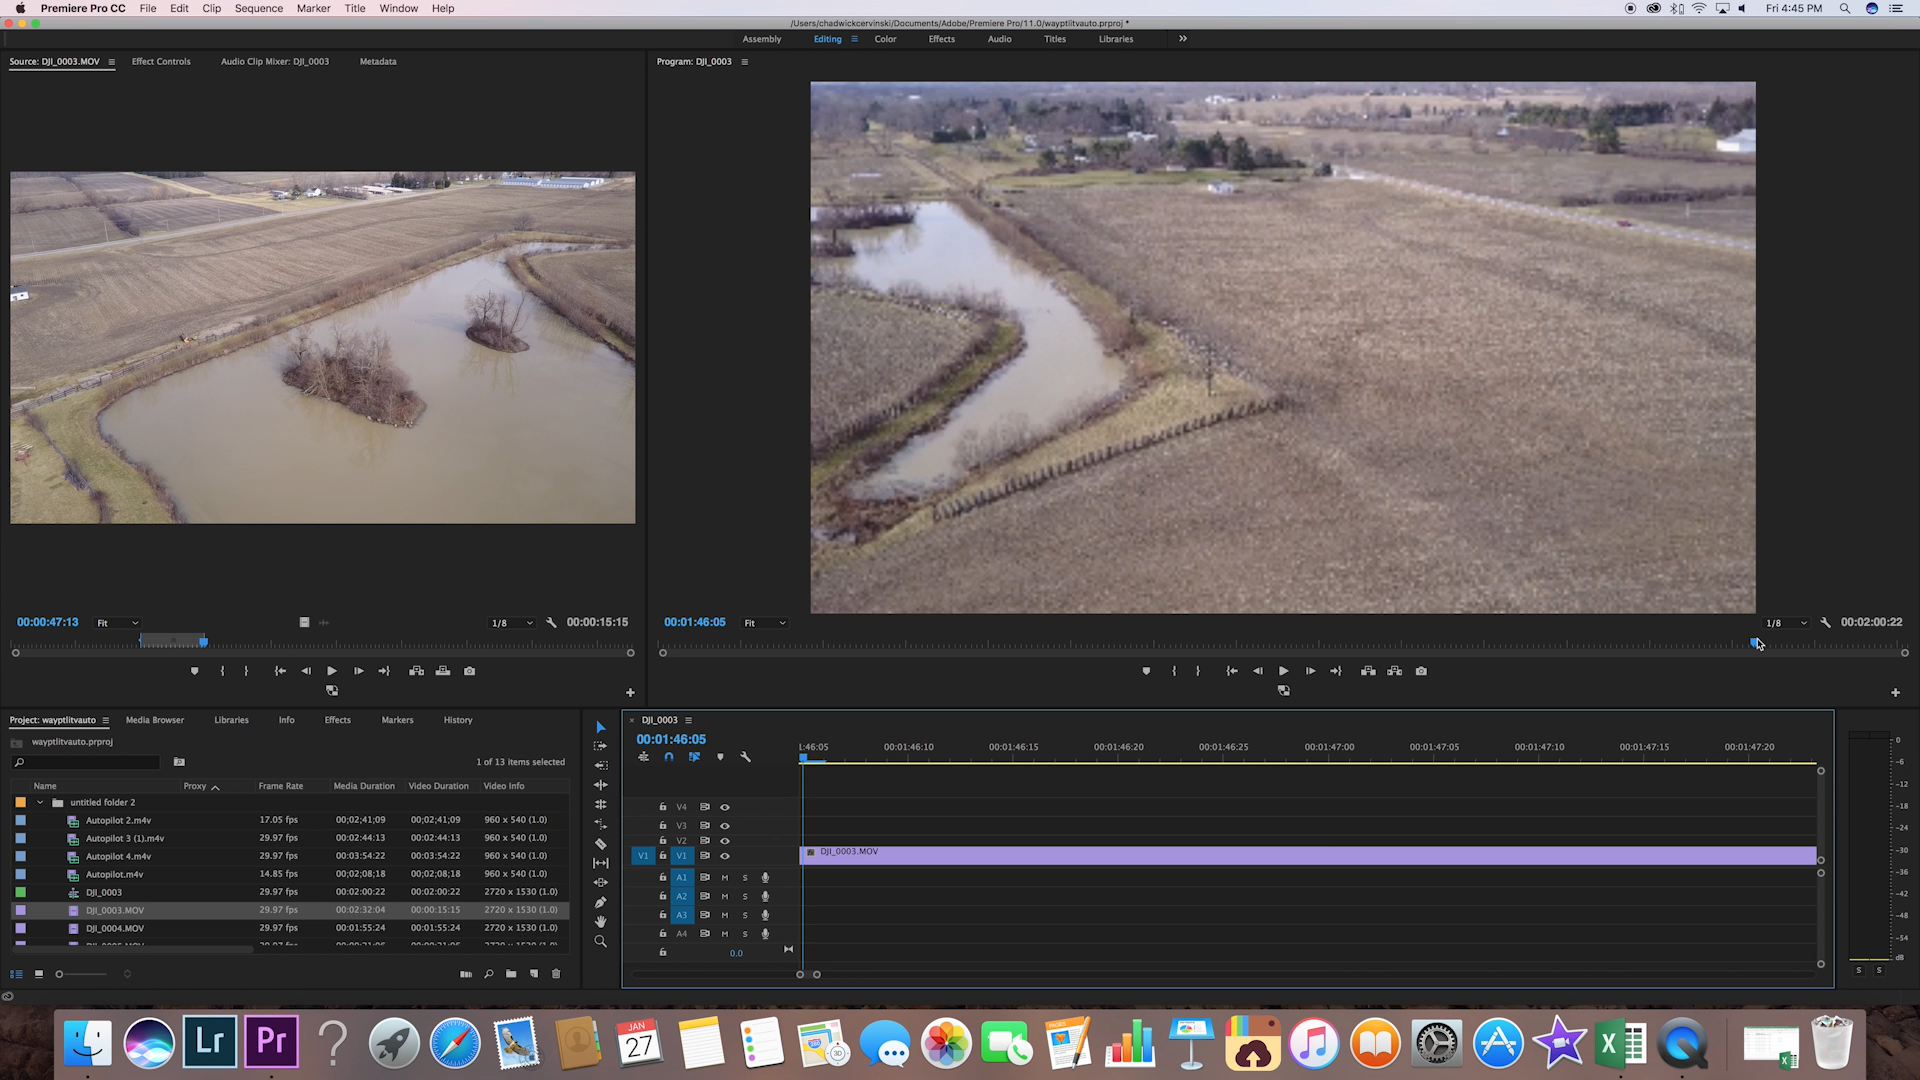 Premiere Pro CC File Edit Clip Sequence Marker Title Window Help Fri 4:45 PM
/Users/chadwickcervinski/Documents/Adobe/Premiere Pro/11.0/wayptlitvauto.prproj *
Assembly Editing Color Effects Audio Titles Libraries
Source: DJI_0003.MOV Effect Controls Audio Clip Mixer: DJI_0003 Metadata
Program: DJI_0003
00:00:47:13 Fit 1/8 00:00:15:15
00:01:46:05 Fit 1/8 00:02:00:22
Project: wayptlitvauto Media Browser Libraries Info Effects Markers History
wayptlitvauto.prproj
1 of 13 items selected
Name Proxy Frame Rate Media Duration Video Duration Video Info
untitled folder 2
Autopilot 2.m4v 17.05 fps 00;02;41;09 00;02;41;09 960 x 540 (1.0)
Autopilot 3 (1).m4v 29.97 fps 00:02:44:13 00:02:44:13 960 x 540 (1.0)
Autopilot 4.m4v 29.97 fps 00:03:54:22 00:03:54:22 960 x 540 (1.0)
Autopilot.m4v 14.85 fps 00;02;08;18 00;02;08;18 960 x 540 (1.0)
DJI_0003 29.97 fps 00:02:00:22 00:02:00:22 2720 x 1530 (1.0)
DJI_0003.MOV 29.97 fps 00:02:32:04 00:00:15:15 2720 x 1530 (1.0)
DJI_0004.MOV 29.97 fps 00:01:55:24 00:01:55:24 2720 x 1530 (1.0)
DJI_0003
00:01:46:05
1:46:05 00:01:46:10 00:01:46:15 00:01:46:20 00:01:46:25 00:01:47:00 00:01:47:05 00:01:47:10 00:01:47:15 00:01:47:20
V4
V3
V2
V1 V1 DJI_0003.MOV
A1 M S
A2 M S
A3 M S
A4 M S
0.0
0
-6
-12
-18
-24
-30
-36
-42
-48
-54
dB
S S
Lr Pr ? JAN 27 3D